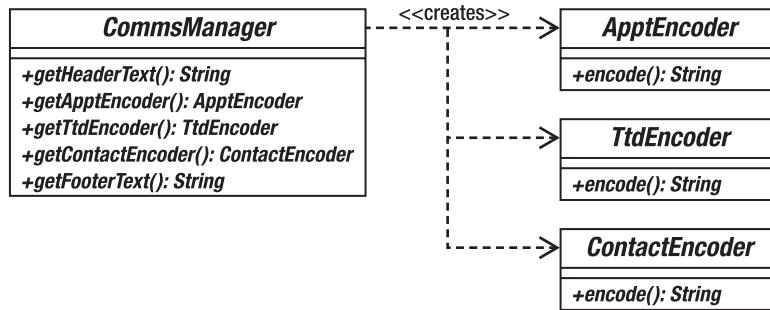 <<creates>>
CommsManager
+getHeaderText(): String
+getApptEncoder(): ApptEncoder
+getTtdEncoder(): TtdEncoder
+getContactEncoder(): ContactEncoder
+getFooterText(): String
ApptEncoder
+encode(): String
TtdEncoder
+encode(): String
ContactEncoder
+encode(): String